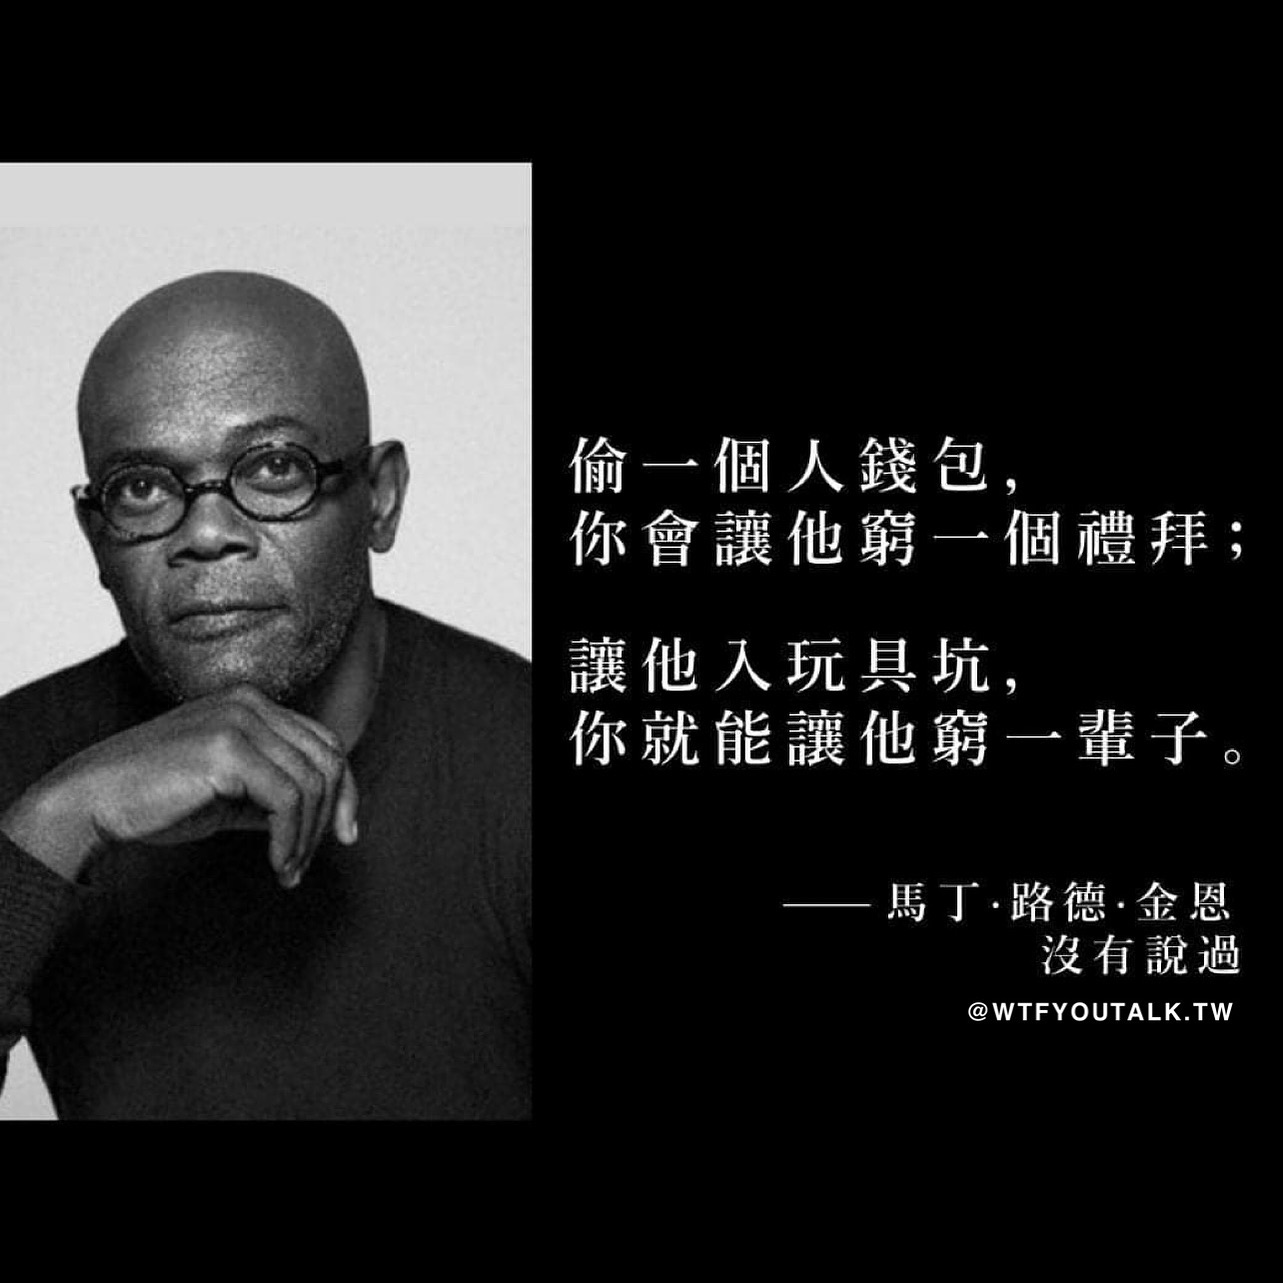 偷一個人錢包，
你會讓他窮一個禮拜；
讓他入玩具坑，
你就能讓他窮一輩子。
——馬丁·路德·金恩
沒有說過
@WTFYOUTALK.TW